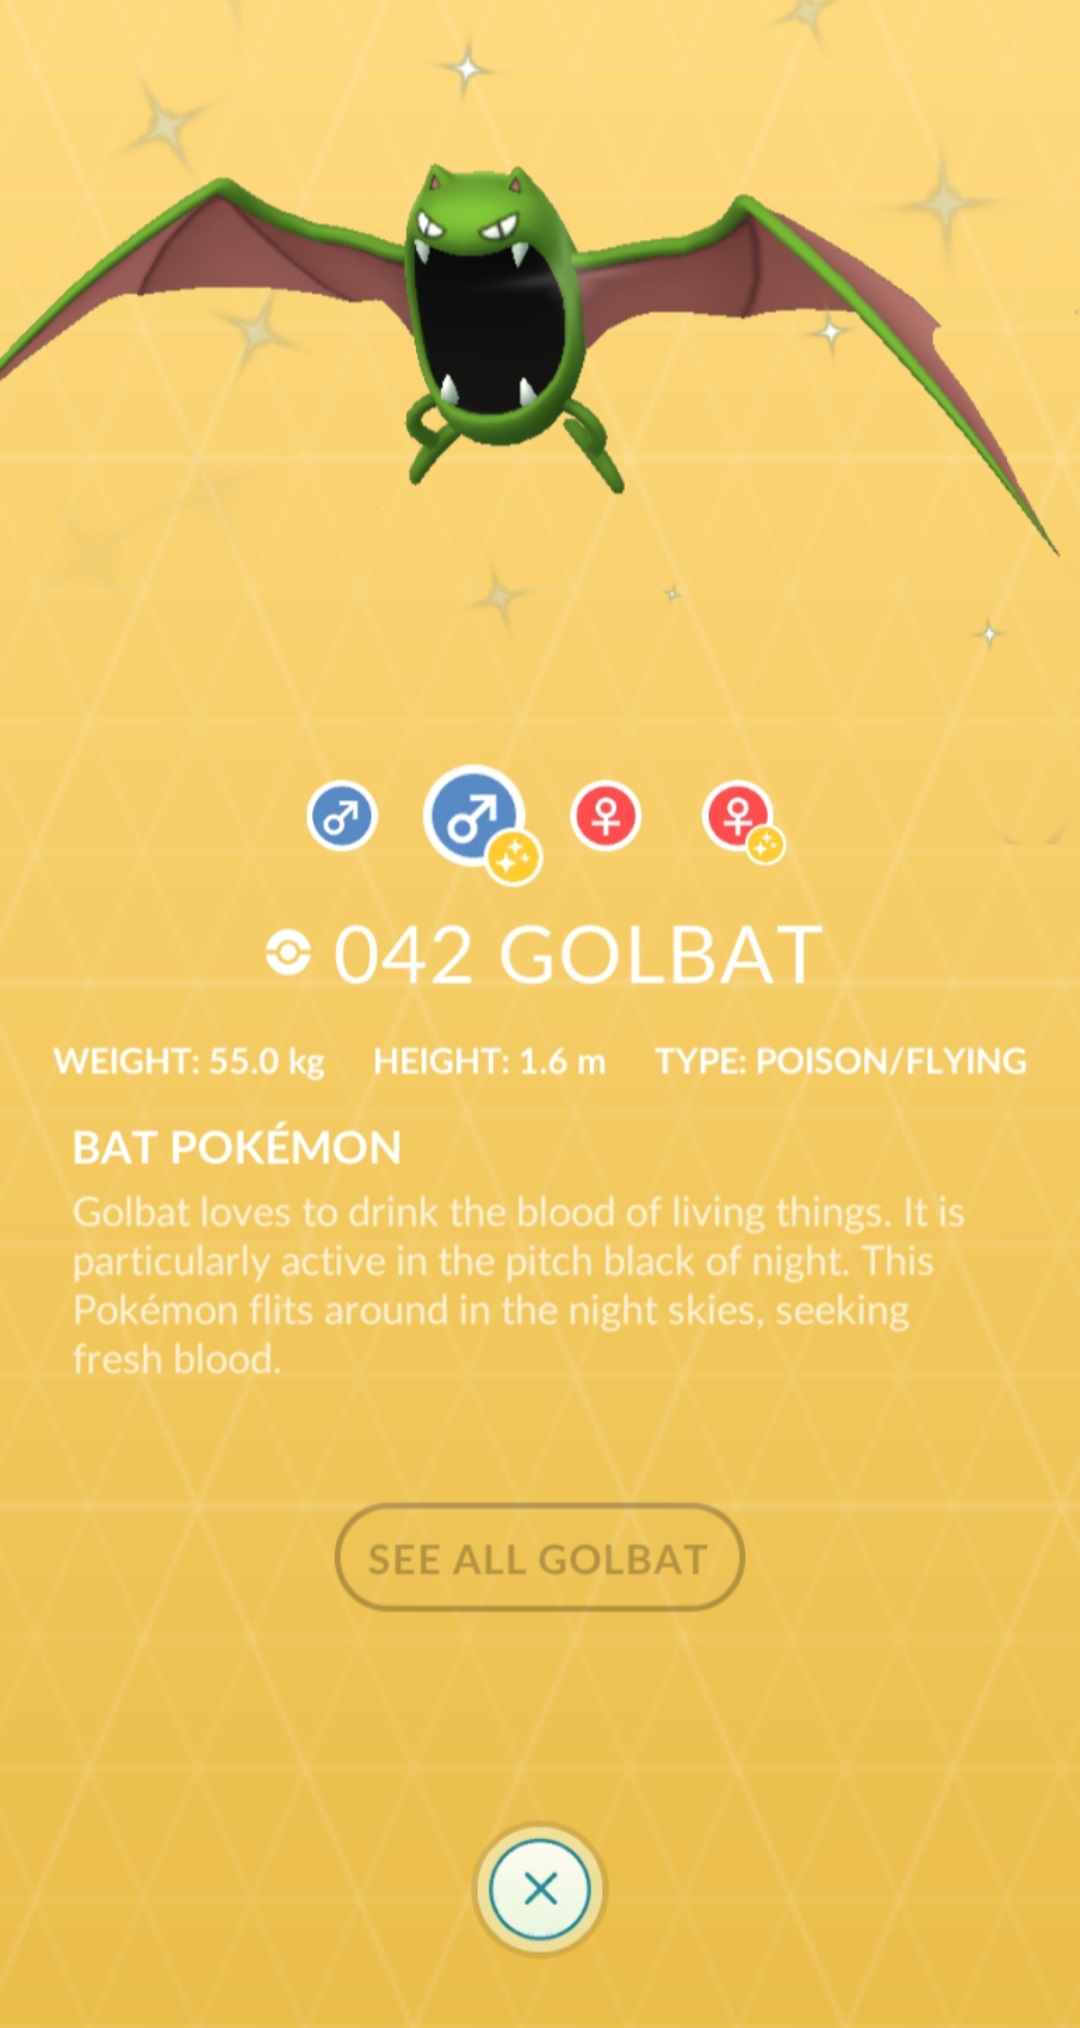 042 GOLBAT
WEIGHT: 55.0 kg HEIGHT: 1.6 m TYPE: POISON/FLYING
BAT POKÉMON
Golbat loves to drink the blood of living things. It is
particularly active in the pitch black of night. This
Pokémon flits around in the night skies, seeking
fresh blood.
SEE ALL GOLBAT